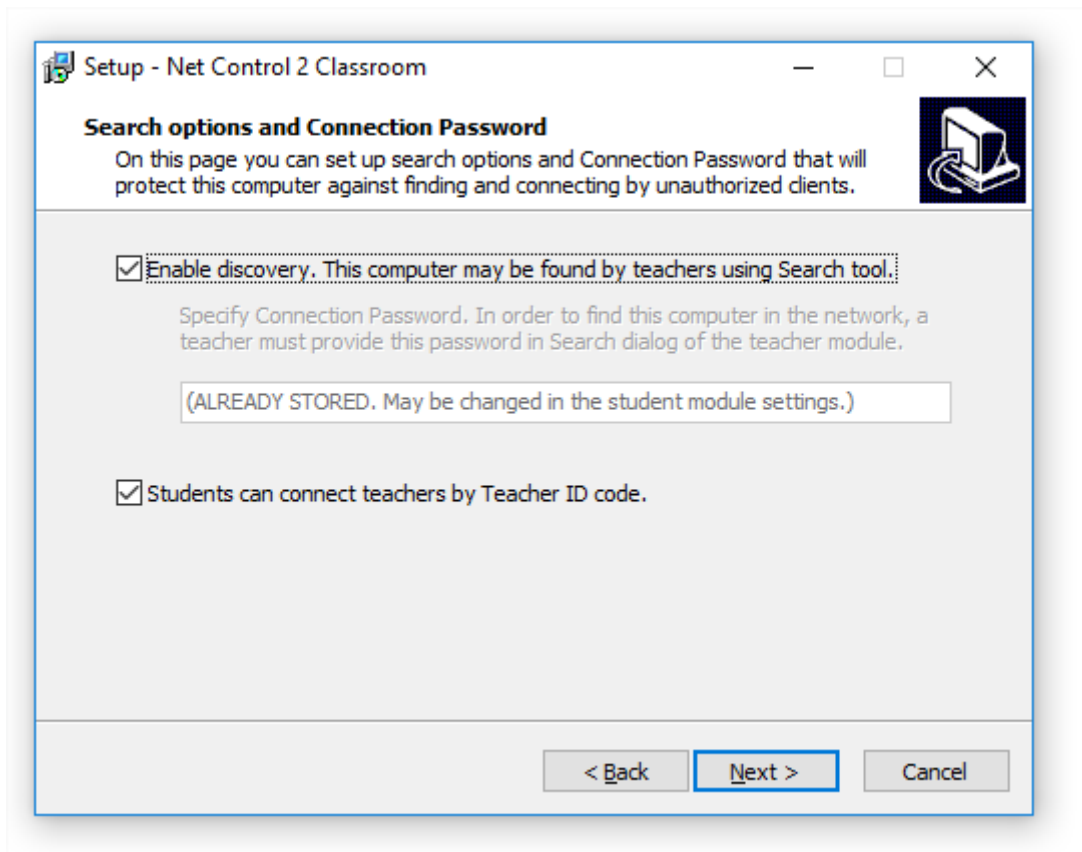 Setup - Net Control 2 Classroom
Search options and Connection Password
On this page you can set up search options and Connection Password that will
protect this computer against finding and connecting by unauthorized clients.
Enable discovery. This computer may be found by teachers using Search tool.
Specify Connection Password. In order to find this computer in the network, a
teacher must provide this password in Search dialog of the teacher module.
(ALREADY STORED. May be changed in the student module settings.)
Students can connect teachers by Teacher ID code.
< Back Next > Cancel